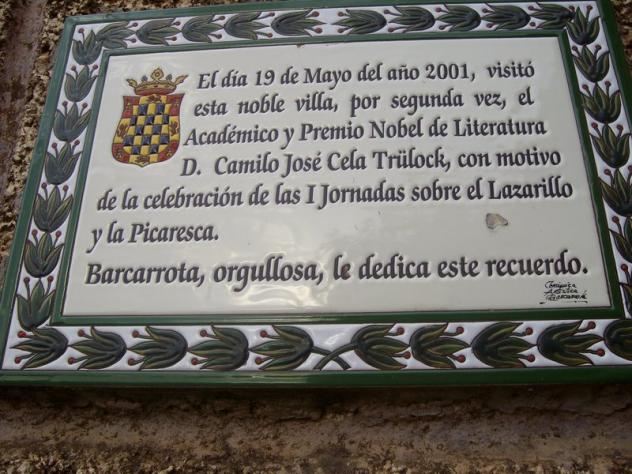 El día 19 de Mayo del año 2001, visitó
esta noble villa, por segunda vez, el
Académico y Premio Nobel de Literatura
D. Camilo José Cela Trülock, con motivo
de la celebración de las I Jornadas sobre el Lazarillo
y la Picaresca.
Barcarrota, orgullosa, le dedica este recuerdo.